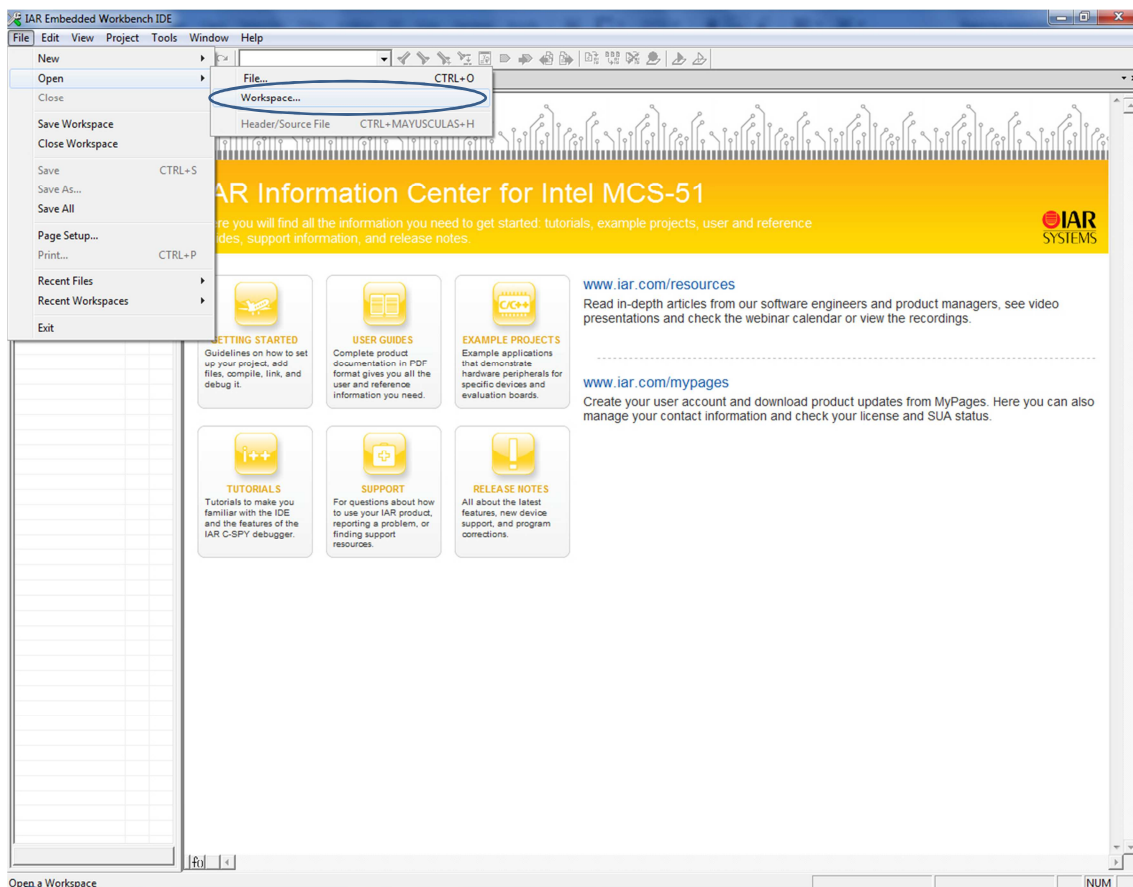 IAR Embedded Workbench IDE
File Edit View Project Tools Window Help
New
Open
Close
Save Workspace
Close Workspace
Save CTRL+S
Save As...
Save All
Page Setup...
Print... CTRL+P
Recent Files
Recent Workspaces
Exit
File... CTRL+O
Workspace...
Header/Source File CTRL+MAYUSCULAS+H
AR Information Center for Intel MCS-51
re you will find all the information you need to get started: tutorials, example projects, user and reference
ides, support information, and release notes.
IAR
SYSTEMS
GETTING STARTED
Guidelines on how to set
up your project, add
files, compile, link, and
debug it.
USER GUIDES
Complete product
documentation in PDF
format gives you all the
user and reference
information you need.
C/C++
EXAMPLE PROJECTS
Example applications
that demonstrate
hardware peripherals for
specific devices and
evaluation boards.
www.iar.com/resources
Read in-depth articles from our software engineers and product managers, see video
presentations and check the webinar calendar or view the recordings.
www.iar.com/mypages
Create your user account and download product updates from MyPages. Here you can also
manage your contact information and check your license and SUA status.
i++
TUTORIALS
Tutorials to make you
familiar with the IDE
and the features of the
IAR C-SPY debugger.
SUPPORT
For questions about how
to use your IAR product,
reporting a problem, or
finding support
resources.
RELEASE NOTES
All about the latest
features, new device
support, and program
corrections.
Open a Workspace
NUM